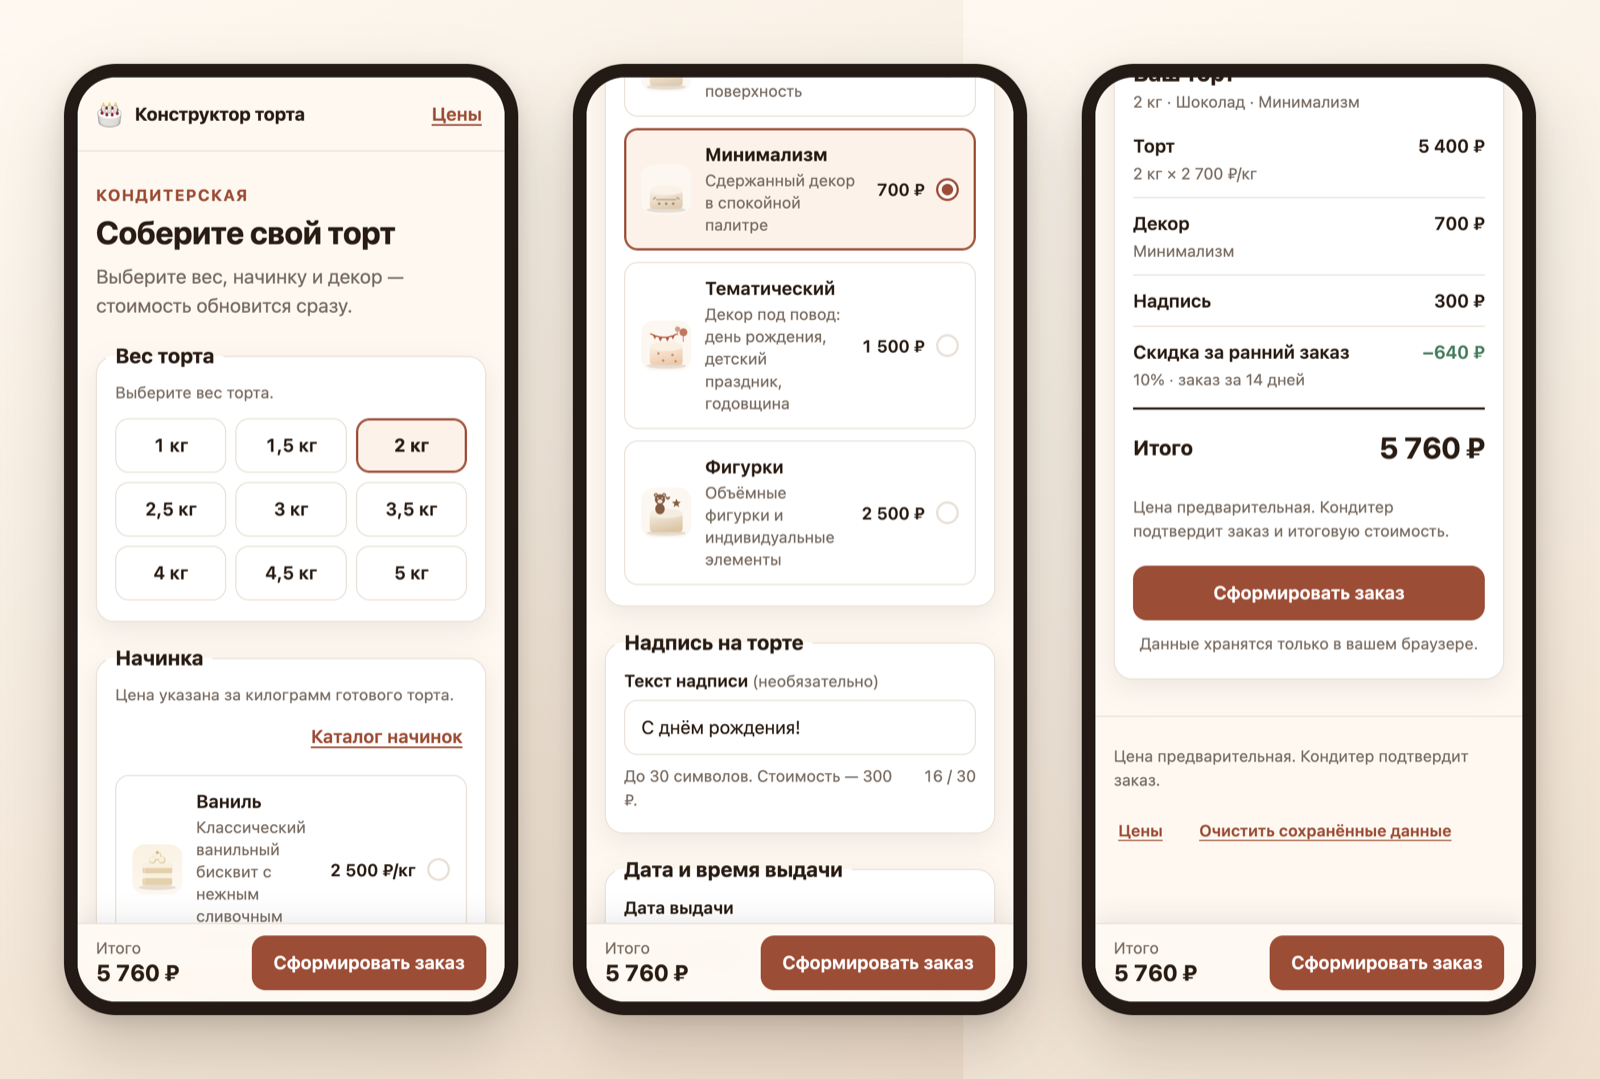 Конструктор торта
Цены
КОНДИТЕРСКАЯ
Соберите свой торт
Выберите вес, начинку и декор —
стоимость обновится сразу.
Вес торта
Выберите вес торта.
1 кг
1,5 кг
2 кг
2,5 кг
3 кг
3,5 кг
4 кг
4,5 кг
5 кг
Начинка
Цена указана за килограмм готового торта.
Каталог начинок
Ваниль
Классический
ванильный
бисквит с
нежным
сливочным
2 500 ₽/кг
Итого
5 760 ₽
Сформировать заказ
поверхность
Минимализм
Сдержанный декор
в спокойной
палитре
700 ₽
Тематический
Декор под повод:
день рождения,
детский
праздник,
годовщина
1 500 ₽
Фигурки
Объёмные
фигурки и
индивидуальные
элементы
2 500 ₽
Надпись на торте
Текст надписи (необязательно)
С днём рождения!
До 30 символов. Стоимость — 300
₽.
16 / 30
Дата и время выдачи
Дата выдачи
Итого
5 760 ₽
Сформировать заказ
Ваш торт
2 кг · Шоколад · Минимализм
Торт
5 400 ₽
2 кг × 2 700 ₽/кг
Декор
700 ₽
Минимализм
Надпись
300 ₽
Скидка за ранний заказ
−640 ₽
10% · заказ за 14 дней
Итого
5 760 ₽
Цена предварительная. Кондитер
подтвердит заказ и итоговую стоимость.
Сформировать заказ
Данные хранятся только в вашем браузере.
Цена предварительная. Кондитер подтвердит
заказ.
Цены
Очистить сохранённые данные
Итого
5 760 ₽
Сформировать заказ